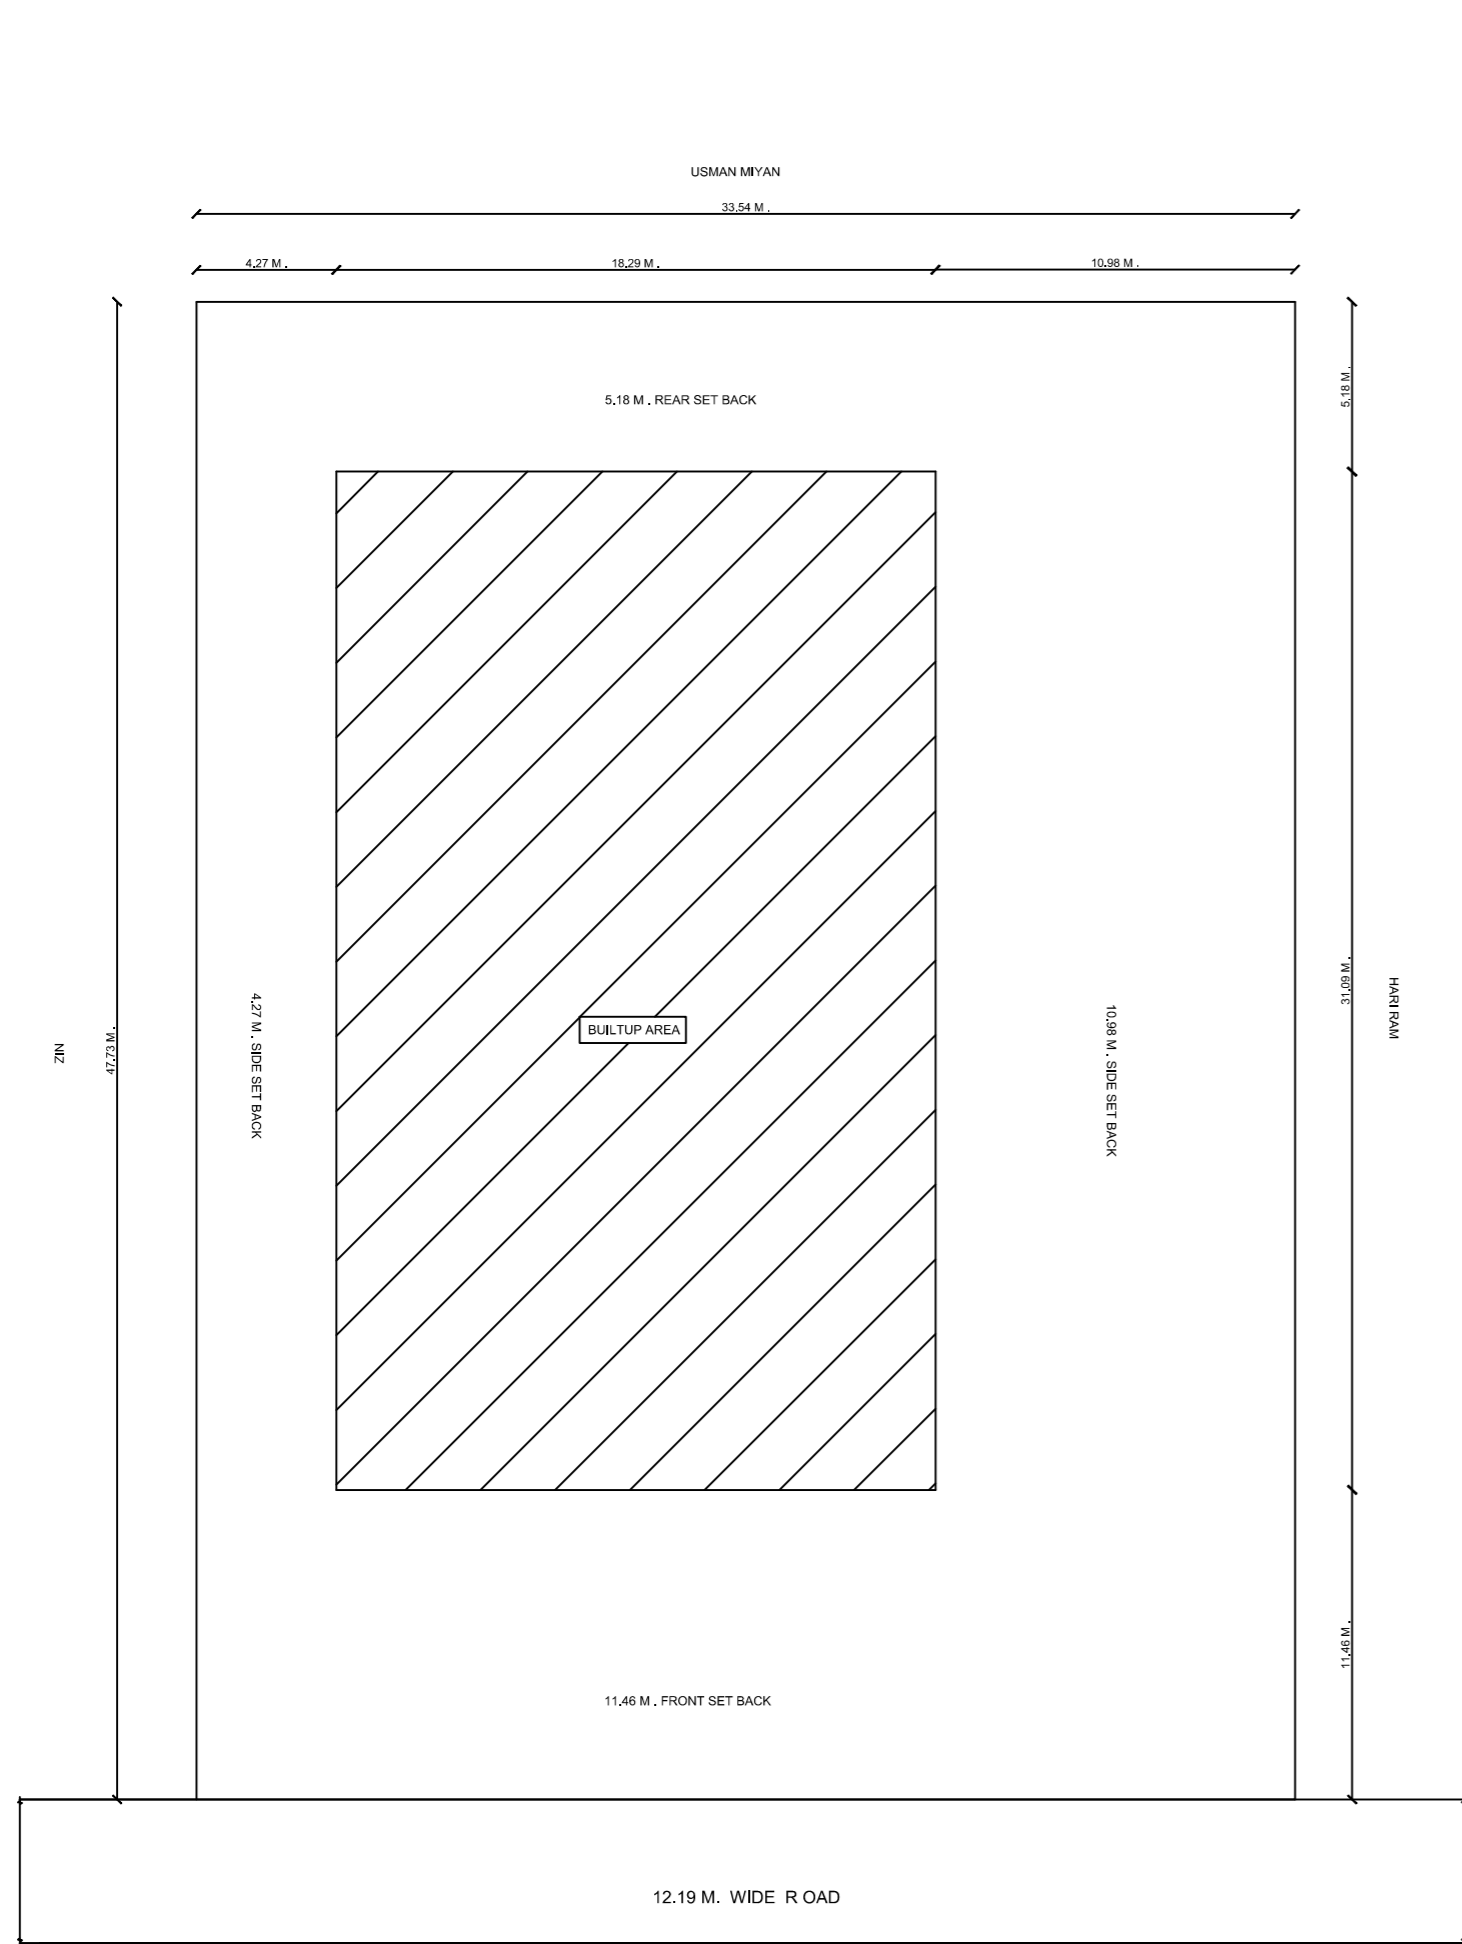 USMAN MIYAN
33.54 M .
4.27 M .
18.29 M .
10.98 M .
5.18 M . REAR SET BACK
5.18 M .
31.09 M .
HARI RAM
4.27 M . SIDE SET BACK
10.98 M . SIDE SET BACK
BUILTUP AREA
NIZ
47.73 M .
11.46 M .
11.46 M . FRONT SET BACK
12.19 M. WIDE R OAD